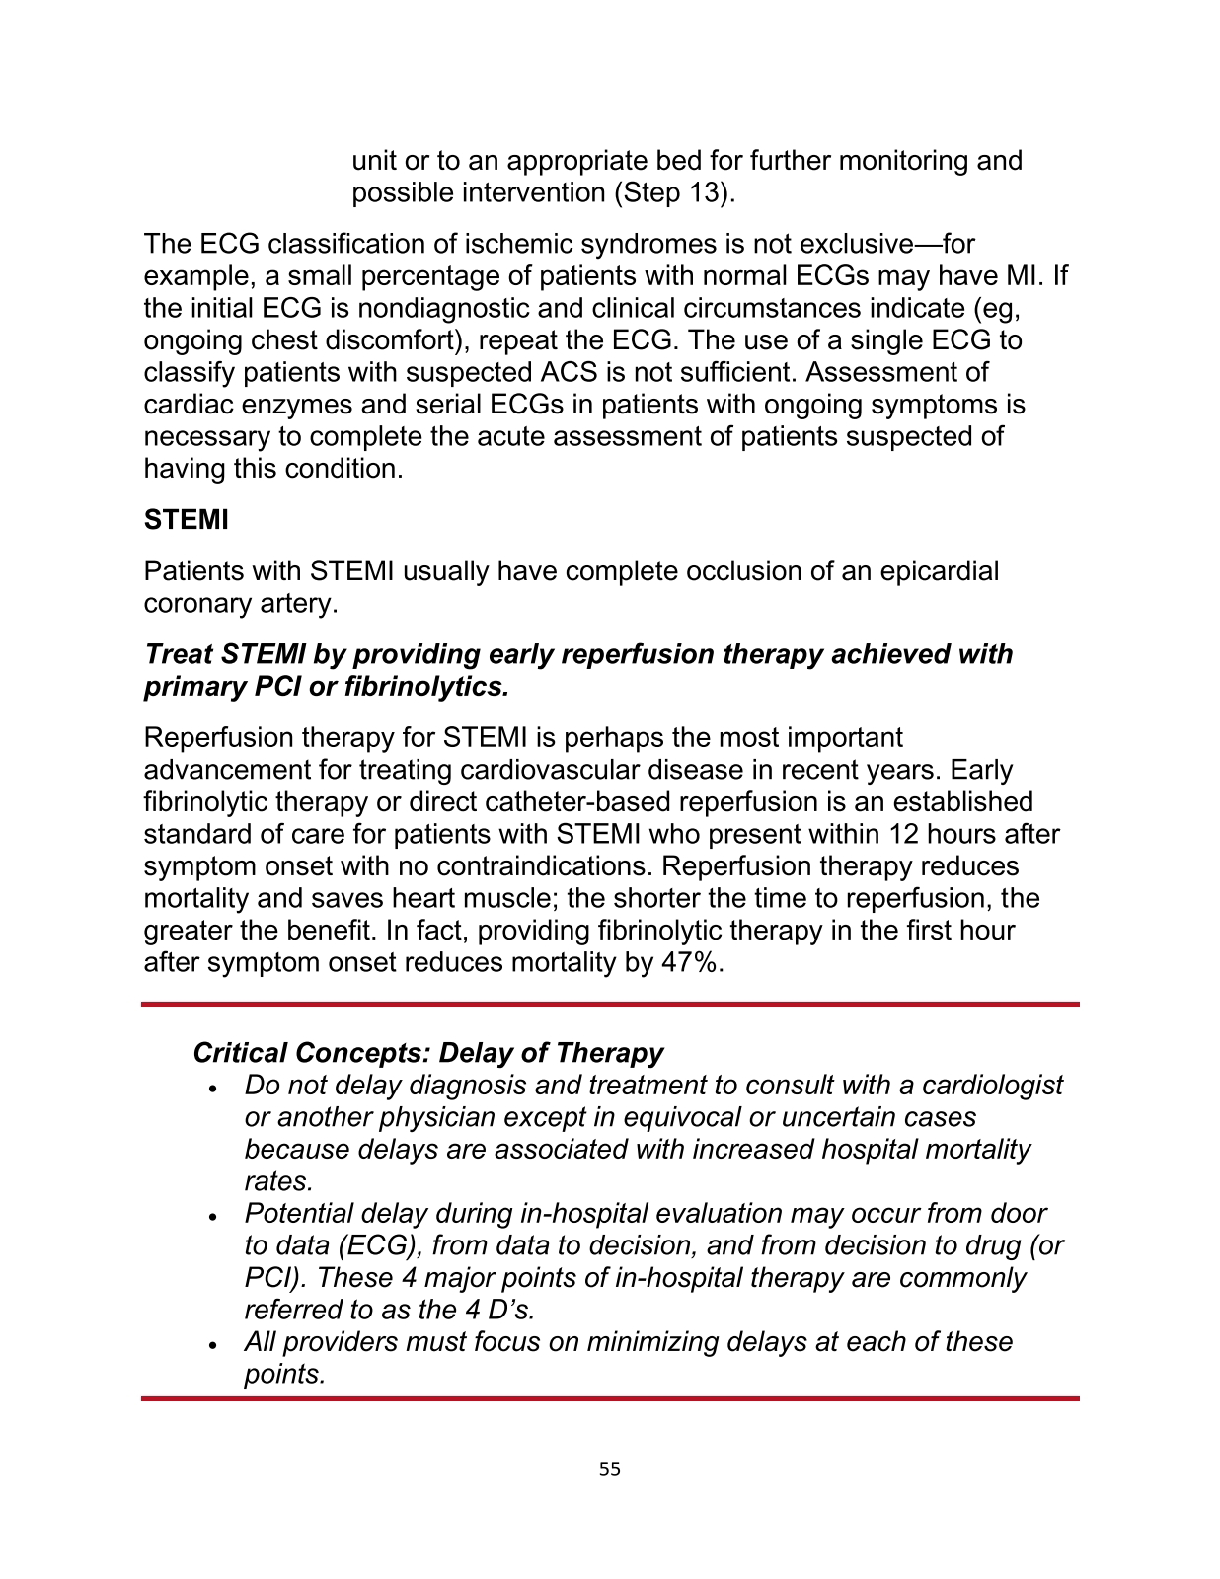 unit or to an appropriate bed for further monitoring and
possible intervention (Step 13).
The ECG classification of ischemic syndromes is not exclusive—for
example, a small percentage of patients with normal ECGs may have MI. If
the initial ECG is nondiagnostic and clinical circumstances indicate (eg,
ongoing chest discomfort), repeat the ECG. The use of a single ECG to
classify patients with suspected ACS is not sufficient. Assessment of
cardiac enzymes and serial ECGs in patients with ongoing symptoms is
necessary to complete the acute assessment of patients suspected of
having this condition.
STEMI
Patients with STEMI usually have complete occlusion of an epicardial
coronary artery.
Treat STEMI by providing early reperfusion therapy achieved with
primary PCI or fibrinolytics.
Reperfusion therapy for STEMI is perhaps the most important
advancement for treating cardiovascular disease in recent years. Early
fibrinolytic therapy or direct catheter-based reperfusion is an established
standard of care for patients with STEMI who present within 12 hours after
symptom onset with no contraindications. Reperfusion therapy reduces
mortality and saves heart muscle; the shorter the time to reperfusion, the
greater the benefit. In fact, providing fibrinolytic therapy in the first hour
after symptom onset reduces mortality by 47%.
Critical Concepts: Delay of Therapy
• Do not delay diagnosis and treatment to consult with a cardiologist
or another physician except in equivocal or uncertain cases
because delays are associated with increased hospital mortality
rates.
• Potential delay during in-hospital evaluation may occur from door
to data (ECG), from data to decision, and from decision to drug (or
PCI). These 4 major points of in-hospital therapy are commonly
referred to as the 4 D’s.
• All providers must focus on minimizing delays at each of these
points.
55